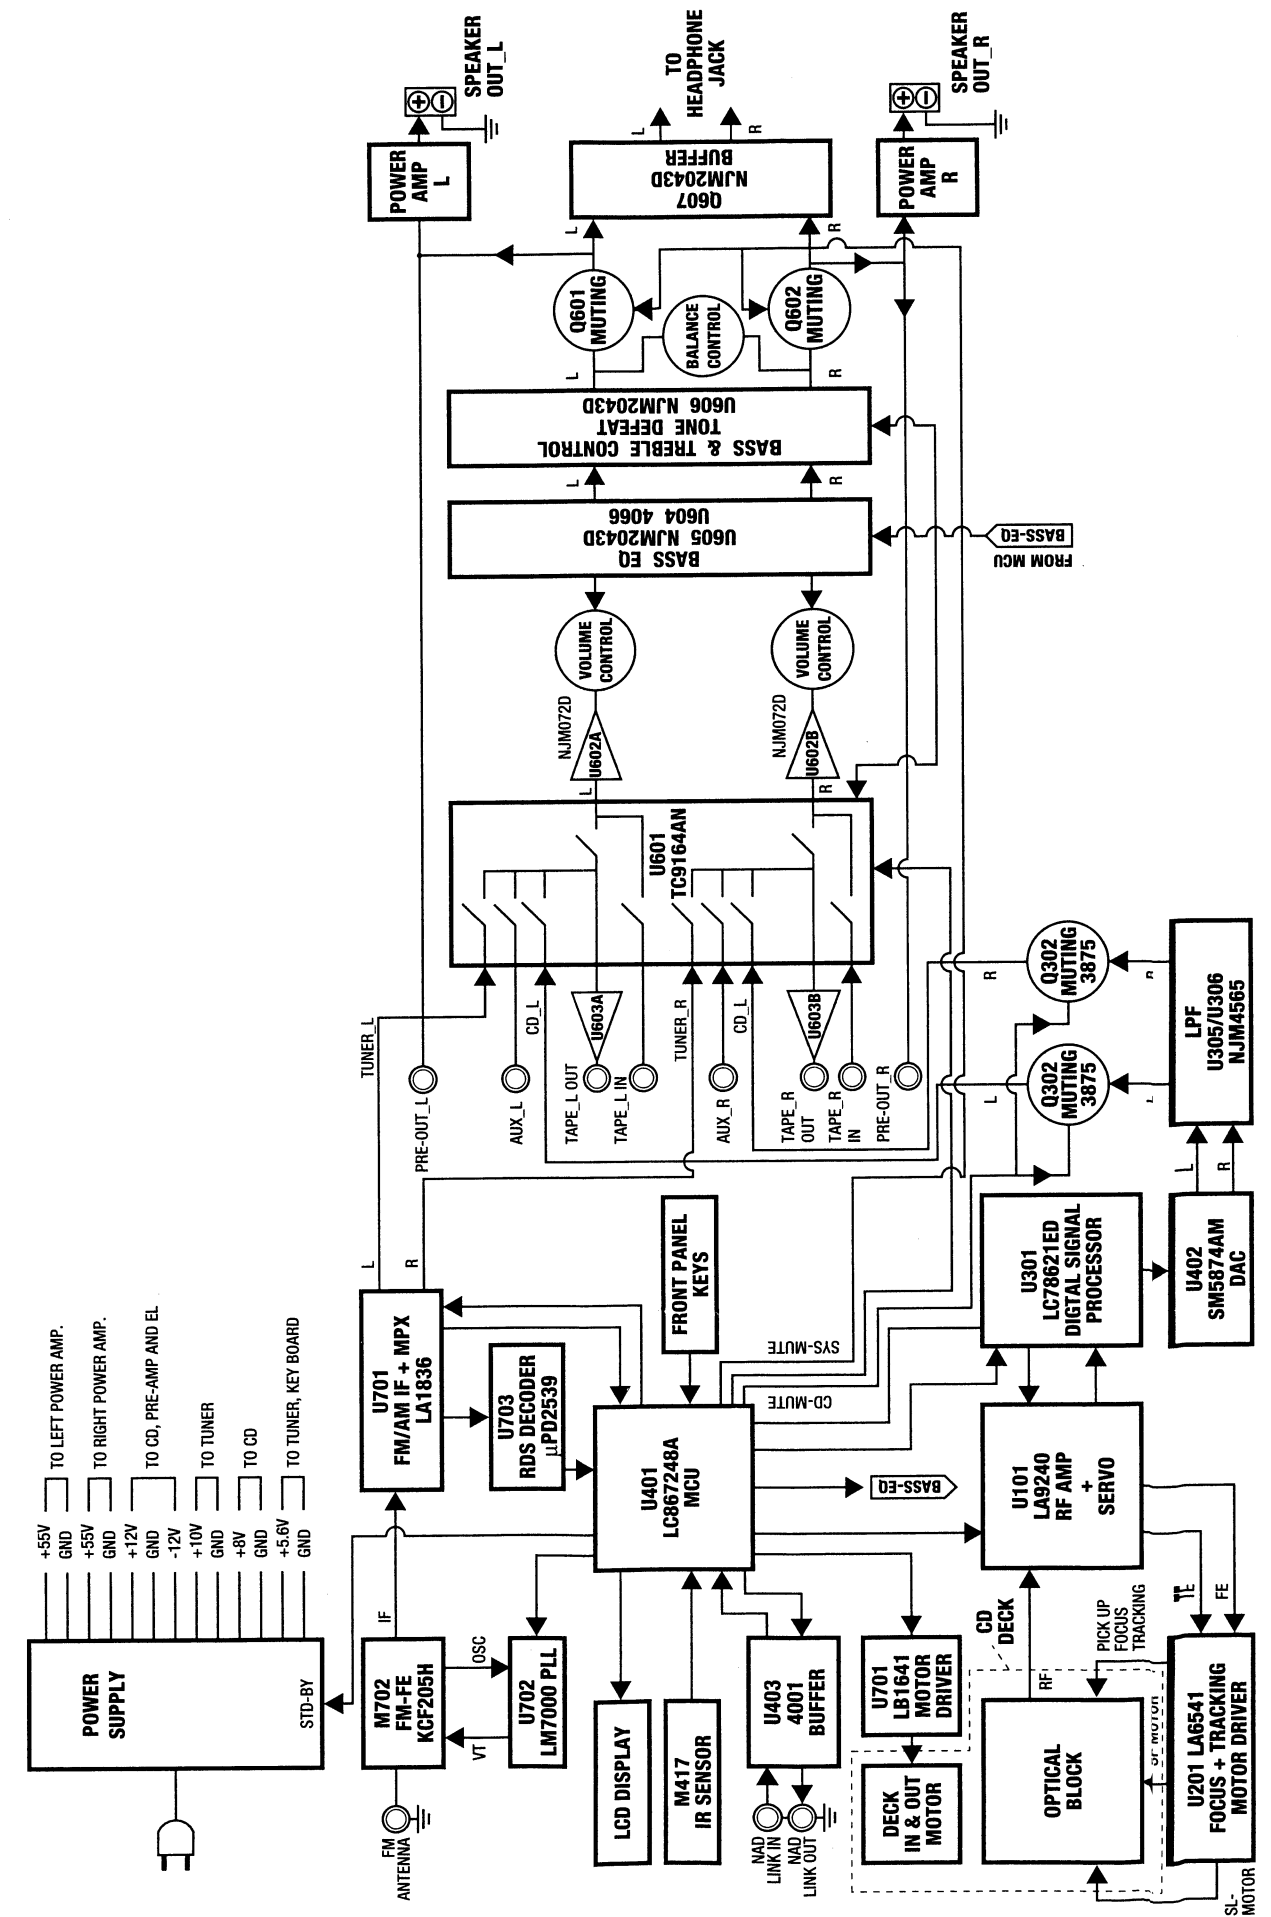 +55V
GND
TO LEFT POWER AMP.
+55V
GND
TO RIGHT POWER AMP.
+12V
GND
-12V
TO CD, PRE-AMP AND EL
+10V
GND
TO TUNER
+8V
GND
TO CD
+5.6V
GND
TO TUNER, KEY BOARD
POWER
SUPPLY
STD-BY
FM
ANTENNA
M702
FM-FE
KCF205H
IF
VT
OSC
U702
LM7000 PLL
U701
FM/AM IF + MPX
LA1836
L
R
U703
RDS DECODER
µPD2539
LCD DISPLAY
M417
IR SENSOR
FRONT PANEL
KEYS
U401
LC867248A
MCU
SYS-MUTE
CD-MUTE
BASS-EQ
NAD
LINK IN
NAD
LINK OUT
U403
4001
BUFFER
U701
LB1641
MOTOR
DRIVER
DECK
IN & OUT
MOTOR
CD
DECK
OPTICAL
BLOCK
RF
PICK UP
FOCUS
TRACKING
SP MOTOR
SL-
MOTOR
U201 LA6541
FOCUS + TRACKING
MOTOR DRIVER
TE
FE
U101
LA9240
RF AMP
+
SERVO
U301
LC78621ED
DIGTAL SIGNAL
PROCESSOR
U402
SM5874AM
DAC
L
R
LPF
U305/U306
NJM4565
L
R
Q302
MUTING
3875
Q302
MUTING
3875
L
R
TUNER_L
PRE-OUT_L
AUX_L
CD_L
TAPE_L OUT
U603A
TAPE_L IN
TUNER_R
AUX_R
CD_L
TAPE_R
OUT
U603B
TAPE_R
IN
PRE-OUT_R
U601
TC9164AN
L
R
U602A
NJM072D
U602B
NJM072D
VOLUME
CONTROL
VOLUME
CONTROL
BASS EQ
U605 NJM2043D
U604 4066
FROM MCU
BASS-EQ
L
R
BASS & TREBLE CONTROL
TONE DEFEAT
U606 NJM2043D
L
R
BALANCE
CONTROL
Q601
MUTING
Q602
MUTING
L
R
Q607
NJM2043D
BUFFER
L
R
TO
HEADPHONE
JACK
POWER
AMP
L
SPEAKER
OUT_L
POWER
AMP
R
SPEAKER
OUT_R